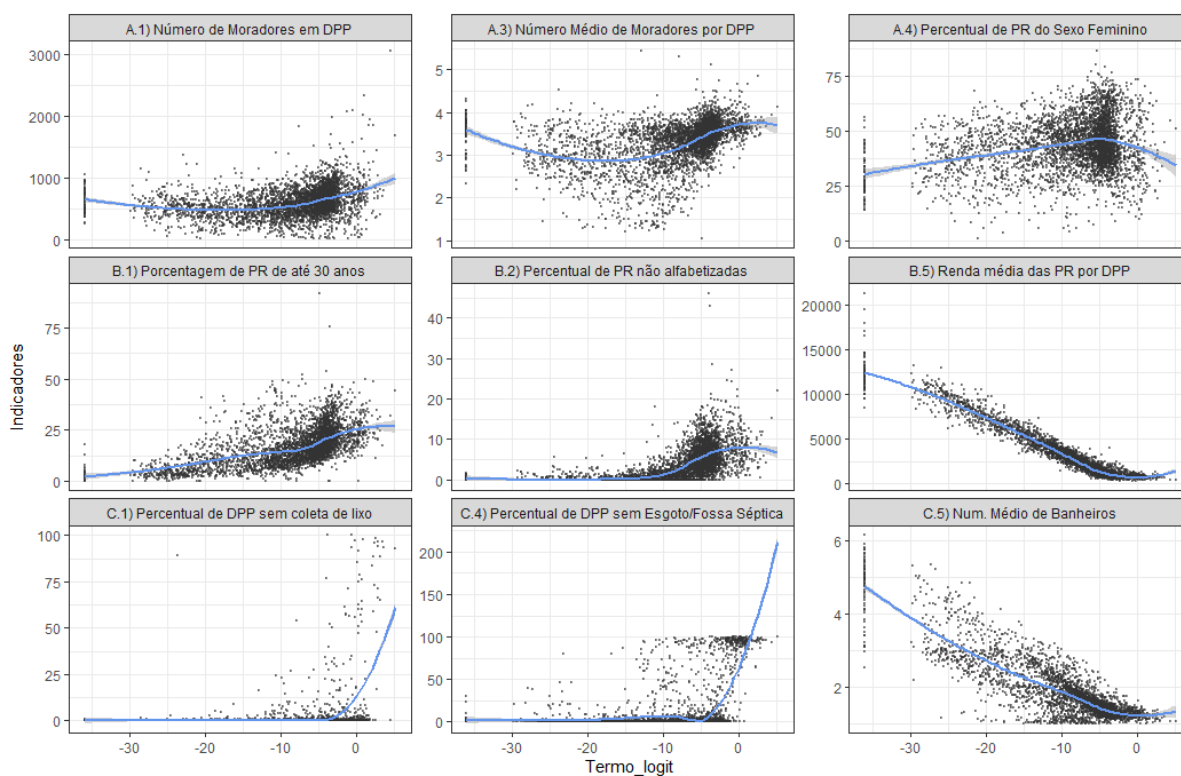 A.1) Número de Moradores em DPP
A.3) Número Médio de Moradores por DPP
A.4) Percentual de PR do Sexo Feminino
3000
2000
1000
0
5
4
3
2
1
75
50
25
0
B.1) Porcentagem de PR de até 30 anos
B.2) Percentual de PR não alfabetizadas
B.5) Renda média das PR por DPP
75
50
25
0
40
30
20
10
0
20000
15000
10000
5000
0
C.1) Percentual de DPP sem coleta de lixo
C.4) Percentual de DPP sem Esgoto/Fossa Séptica
C.5) Num. Médio de Banheiros
100
75
50
25
0
200
150
100
50
0
6
4
2
-30 -20 -10 0
-30 -20 -10 0
-30 -20 -10 0
Indicadores
Termo_logit